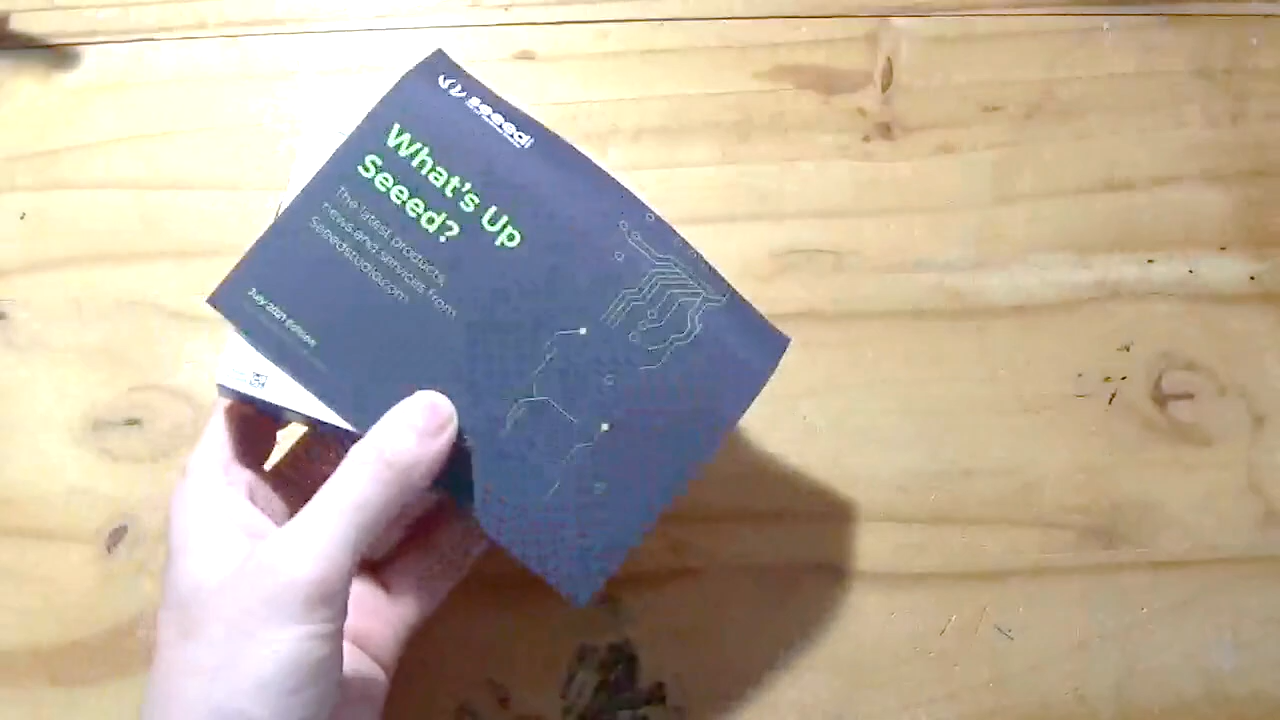 seeed
What's Up
Seeed?
The latest products,
news and services from
Seeedstudio.com
July 2021 Edition